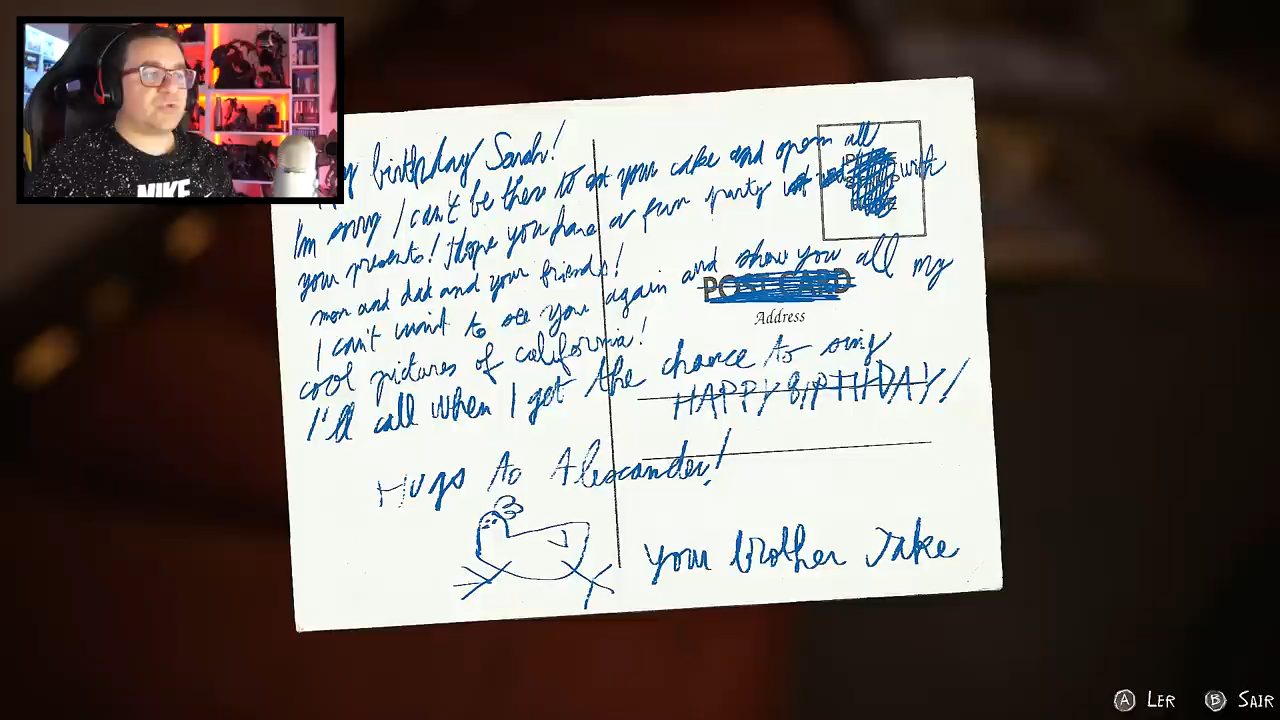 birthday Sarah!
I'm sorry I can't be there to eat your cake and open all
your presents! Hope you have a fun party with
mom and dad and your friends!
I can't wait to see you again and show you all my
cool pictures of california!
I'll call when I get the chance to sing
HAPPY BIRTHDAY!
Hugs to Alexander!
your brother Jake
POST CARD
Address
NIKE
A LER B SAIR